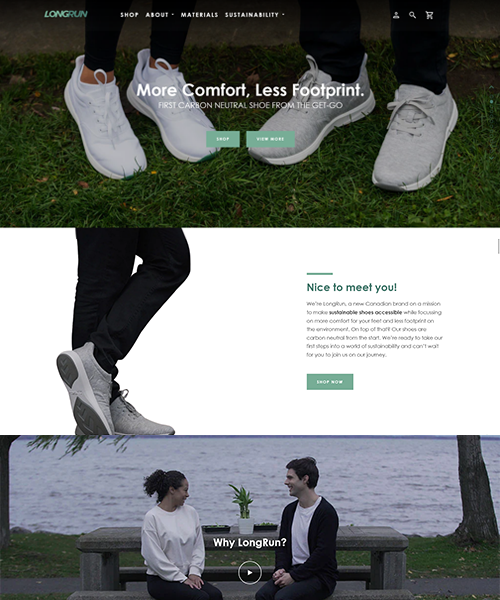 LONGRUN SHOP ABOUT MATERIALS SUSTAINABILITY
More Comfort, Less Footprint.
FIRST CARBON NEUTRAL SHOE FROM THE GET-GO
SHOP VIEW MORE
Nice to meet you!
We're LongRun, a new Canadian brand on a mission
to make sustainable shoes accessible while focussing
on more comfort for your feet and less footprint on
the environment. On top of that? Our shoes are
carbon neutral from the start. We're ready to take our
first steps into a world of sustainability and can't wait
for you to join us on our journey.
SHOP NOW
Why LongRun?